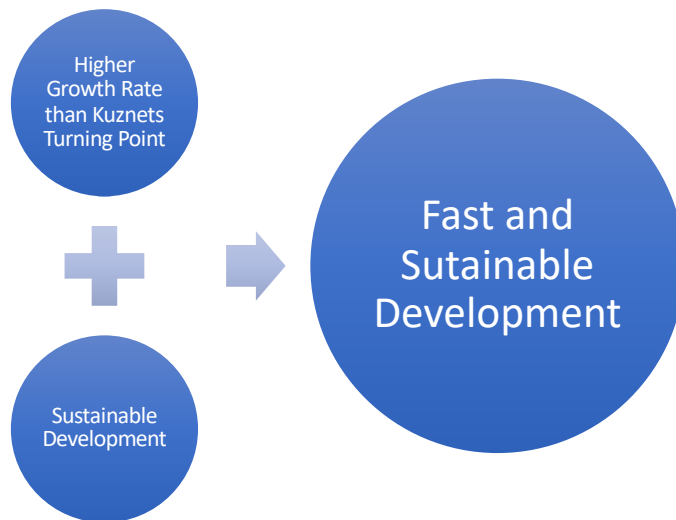 Higher
Growth Rate
than Kuznets
Turning Point
Sustainable
Development
Fast and
Sutainable
Development